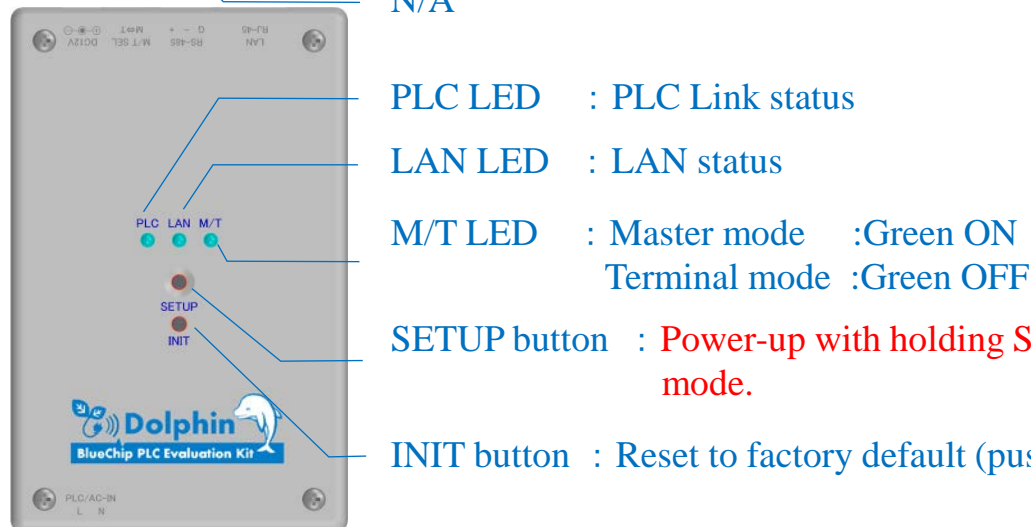 N/A
DC12V M/T SEL RS-485 LAN
M⇔T + - G RJ-45
PLC LED : PLC Link status
LAN LED : LAN status
PLC LAN M/T
M/T LED : Master mode :Green ON
Terminal mode :Green OFF
SETUP
INIT
SETUP button : Power-up with holding S
mode.
Dolphin
BlueChip PLC Evaluation Kit
INIT button : Reset to factory default (pus
PLC/AC-IN
L N